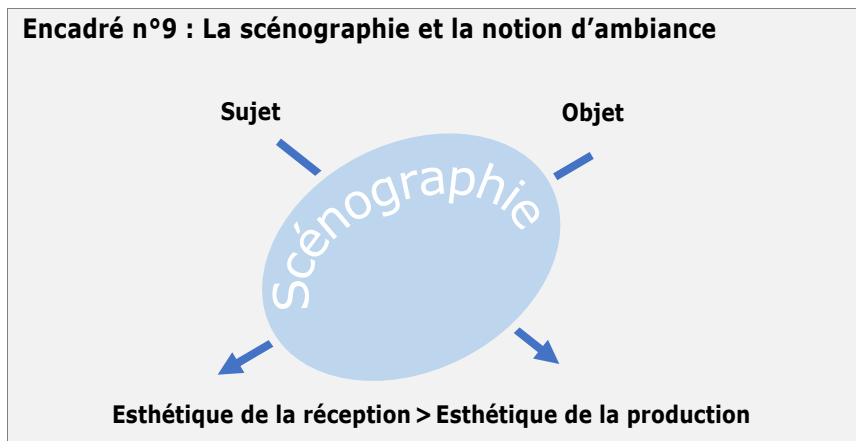 Encadré n°9 : La scénographie et la notion d’ambiance
Sujet
Objet
Scénographie
Esthétique de la réception > Esthétique de la production